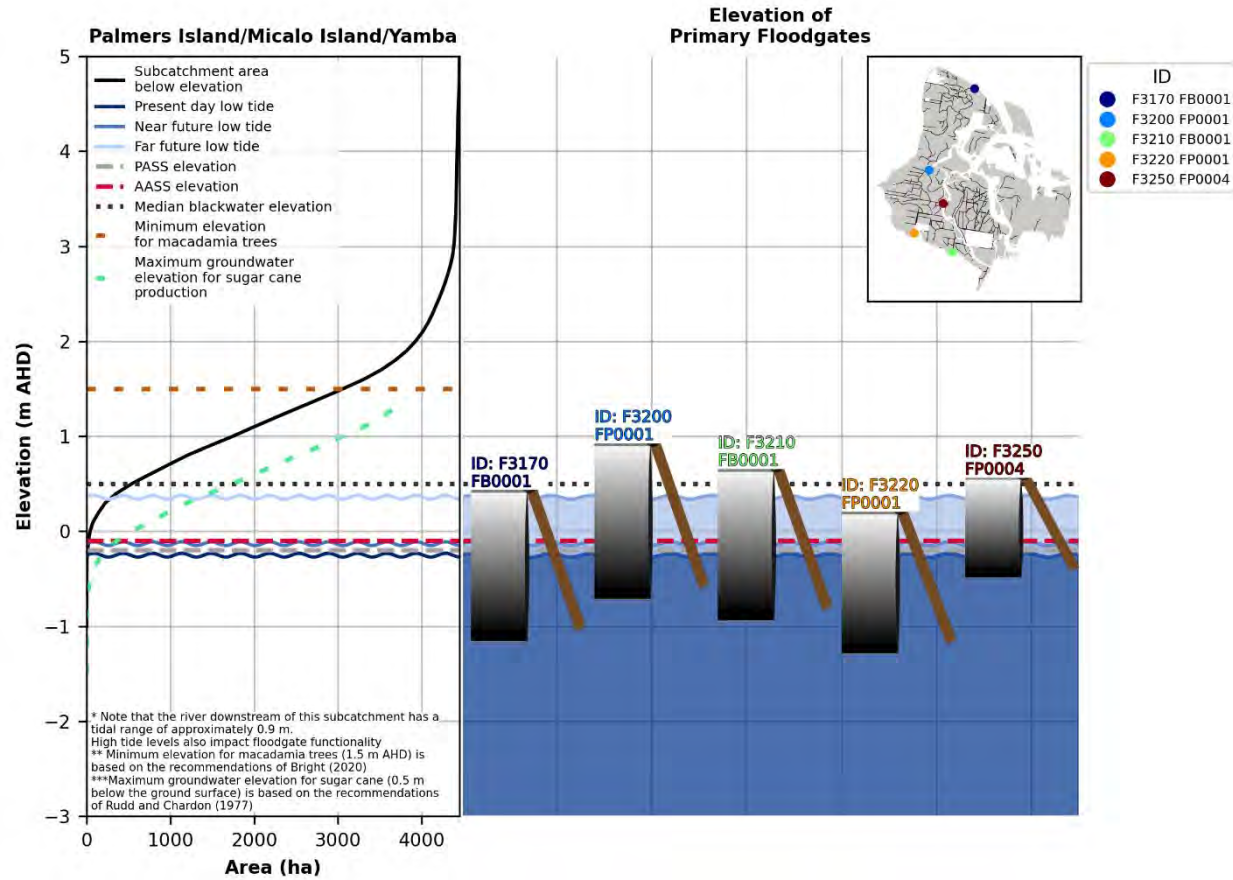 Palmers Island/Micalo Island/Yamba
Elevation of
Primary Floodgates
Elevation (m AHD)
5
4
3
2
1
0
−1
−2
−3
Subcatchment area
below elevation
Present day low tide
Near future low tide
Far future low tide
PASS elevation
AASS elevation
Median blackwater elevation
Minimum elevation
for macadamia trees
Maximum groundwater
elevation for sugar cane
production
* Note that the river downstream of this subcatchment has a
tidal range of approximately 0.9 m.
High tide levels also impact floodgate functionality
** Minimum elevation for macadamia trees (1.5 m AHD) is
based on the recommendations of Bright (2020)
***Maximum groundwater elevation for sugar cane (0.5 m
below the ground surface) is based on the recommendations
of Rudd and Chardon (1977)
0
1000
2000
3000
4000
Area (ha)
ID: F3170
FB0001
ID: F3200
FP0001
ID: F3210
FB0001
ID: F3220
FP0001
ID: F3250
FP0004
ID
F3170 FB0001
F3200 FP0001
F3210 FB0001
F3220 FP0001
F3250 FP0004